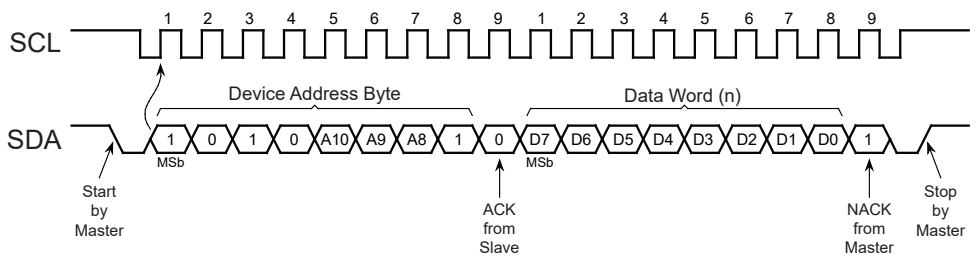 1 2 3 4 5 6 7 8 9 1 2 3 4 5 6 7 8 9
SCL
Device Address Byte Data Word (n)
SDA 1 0 1 0 A10 A9 A8 1 0 D7 D6 D5 D4 D3 D2 D1 D0 1
MSb MSb
Start
by
Master
ACK
from
Slave
NACK
from
Master
Stop
by
Master